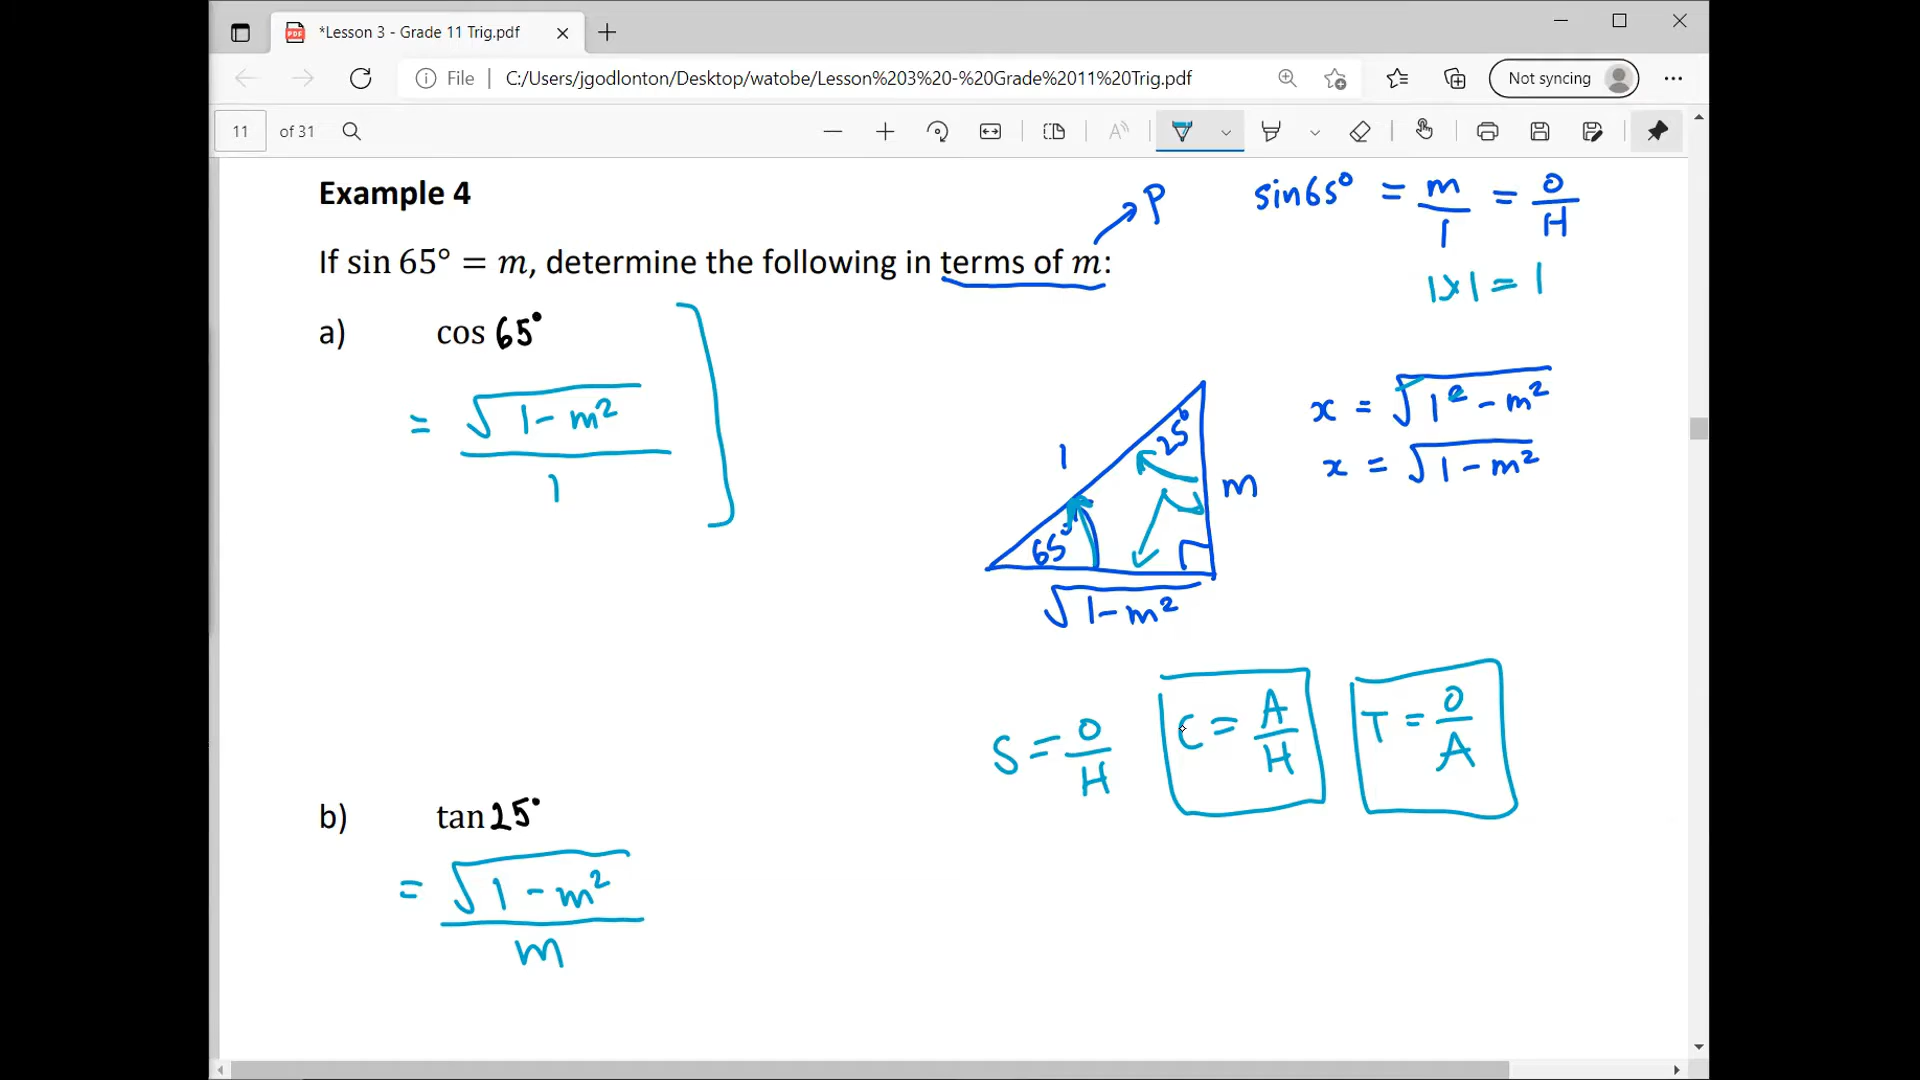 *Lesson 3 - Grade 11 Trig.pdf
File | C:/Users/jgodlonton/Desktop/watobe/Lesson%203%20-%20Grade%2011%20Trig.pdf
Not syncing
11 of 31
Example 4
P
sin65° = m/1 = O/H
If sin 65° = m, determine the following in terms of m:
1x1 = 1
a) cos 65°
= √(1-m²)/1
x = √(1² - m²)
x = √(1-m²)
1
25°
m
65°
√(1-m²)
S = O/H
C = A/H
T = O/A
b) tan 25°
= √(1-m²)/m